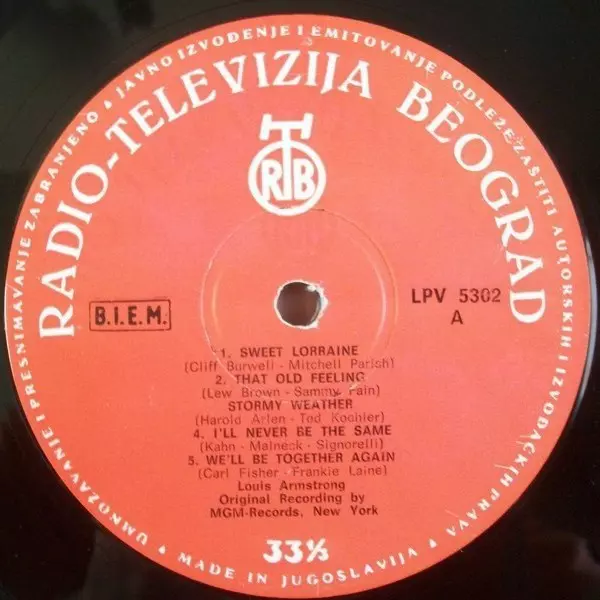 UMNOŽAVANJE I PRESNIMAVANJE ZABRANJENO • JAVNO IZVOĐENJE I EMITOVANJE PODLEŽE ZAŠTITI AUTORSKIH I IZVOĐAČKIH PRAVA
RADIO-TELEVIZIJA BEOGRAD
RTB
B.I.E.M.
LPV 5302
A
1. SWEET LORRAINE
(Cliff Burwell - Mitchell Parish)
2. THAT OLD FEELING
(Lew Brown - Sammy Fain)
STORMY WEATHER
(Harold Arlen - Ted Koehler)
4. I'LL NEVER BE THE SAME
(Kahn - Malneck - Signorelli)
5. WE'LL BE TOGETHER AGAIN
(Carl Fisher - Frankie Laine)
Louis Armstrong
Original Recording by
MGM-Records, New York
33⅓
MADE IN JUGOSLAVIJA